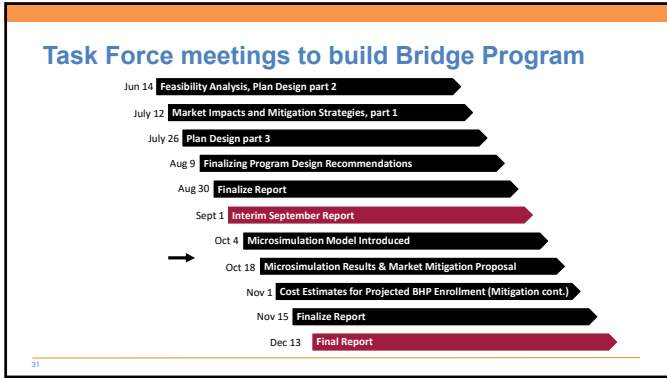 Task Force meetings to build Bridge Program
Jun 14 Feasibility Analysis, Plan Design part 2
July 12 Market Impacts and Mitigation Strategies, part 1
July 26 Plan Design part 3
Aug 9 Finalizing Program Design Recommendations
Aug 30 Finalize Report
Sept 1 Interim September Report
Oct 4 Microsimulation Model Introduced
Oct 18 Microsimulation Results & Market Mitigation Proposal
Nov 1 Cost Estimates for Projected BHP Enrollment (Mitigation cont.)
Nov 15 Finalize Report
Dec 13 Final Report
31